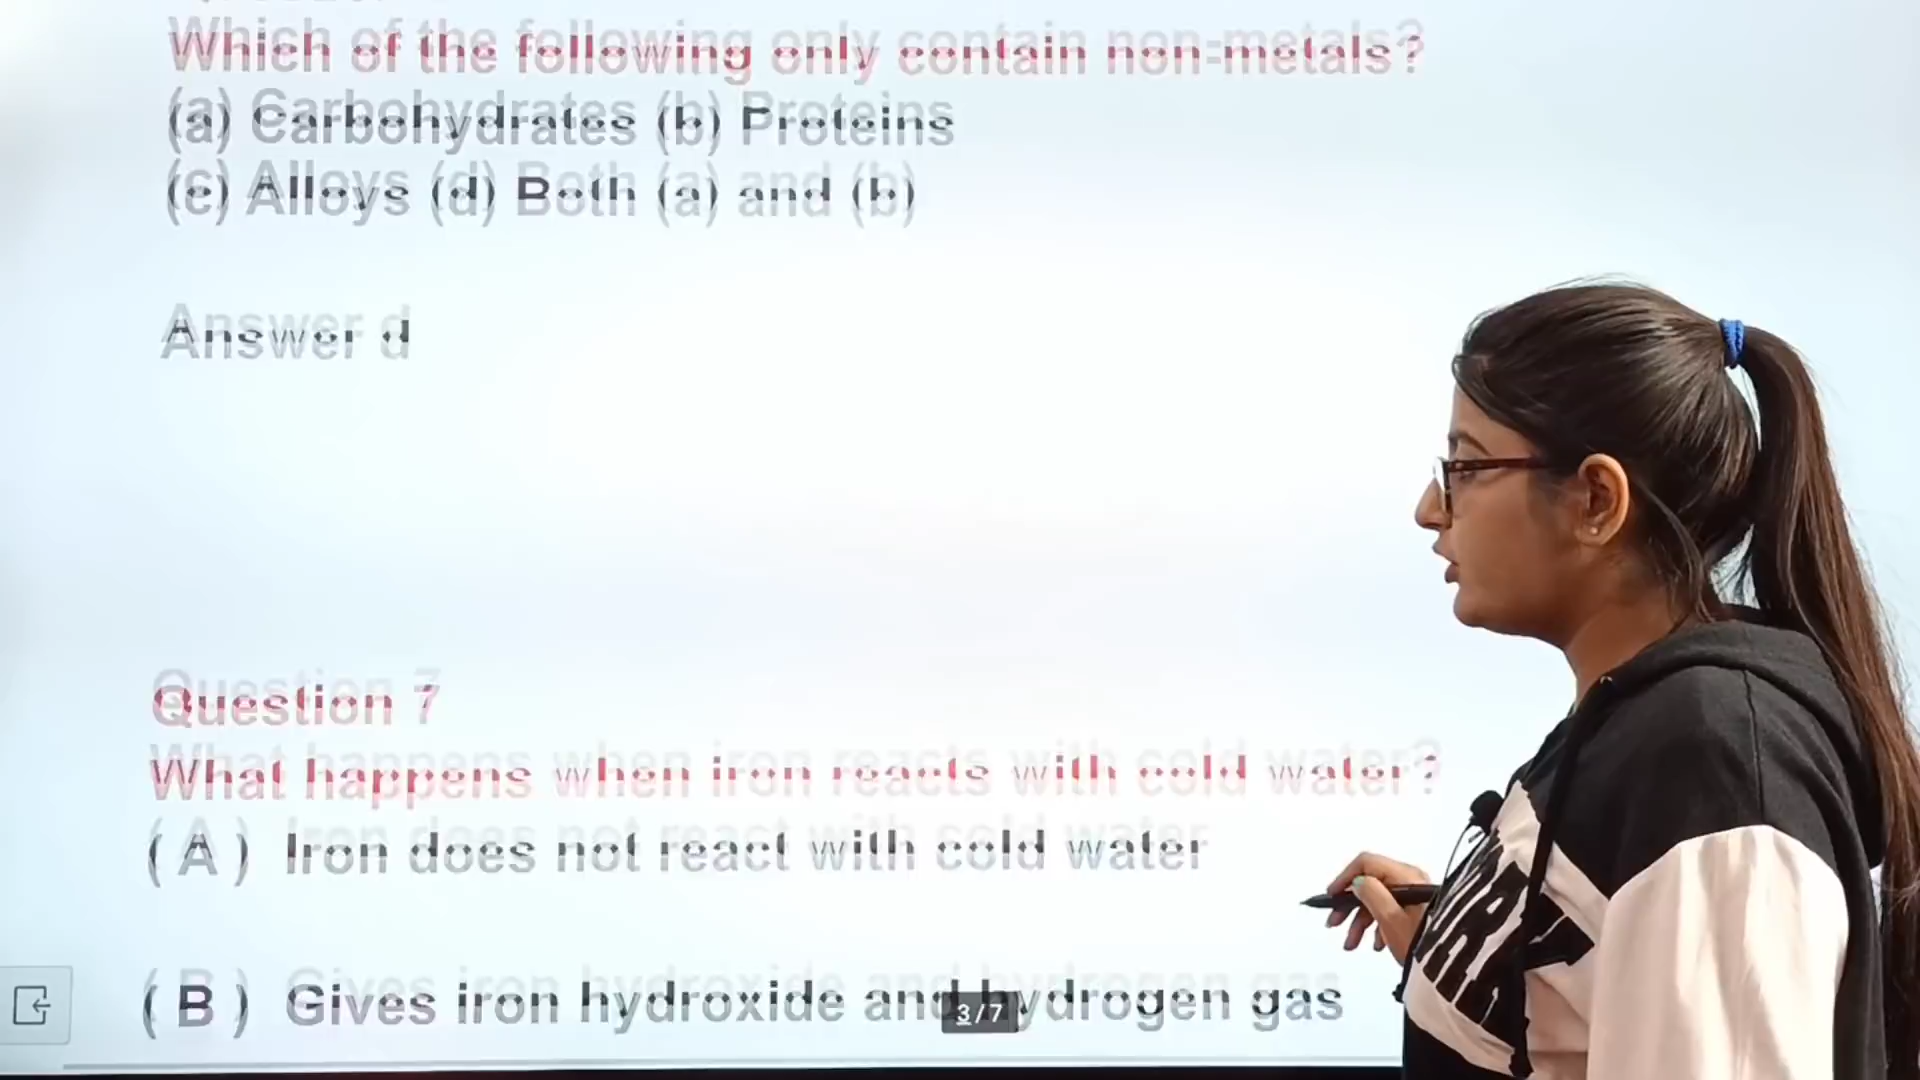 Which of the following only contain non-metals?
(a) Carbohydrates (b) Proteins
(c) Alloys (d) Both (a) and (b)
Answer d
Question 7
What happens when iron reacts with cold water?
(A) Iron does not react with cold water
(B) Gives iron hydroxide and hydrogen gas
3/7